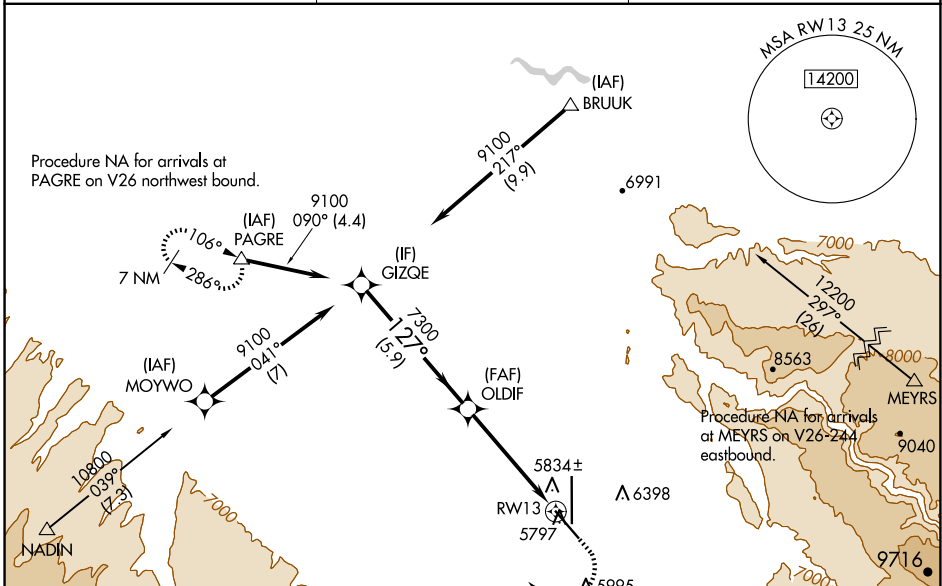 MSA RW13 25 NM
14200
(IAF)
BRUUK
9100
217°
(9.9)
Procedure NA for arrivals at
PAGRE on V26 northwest bound.
6991
9100
090° (4.4)
(IAF)
PAGRE
106°
286°
7 NM
(IF)
GIZQE
7000
12200
297°
(26)
7300
127°
(5.9)
9100
041°
(7)
(IAF)
MOYWO
8563
8000
MEYRS
(FAF)
OLDIF
Procedure NA for arrivals
at MEYRS on V26-244
eastbound.
9040
10800
039°
(7.3)
NADIN
7000
5834±
6398
RW13
5797
9716
7000
5995